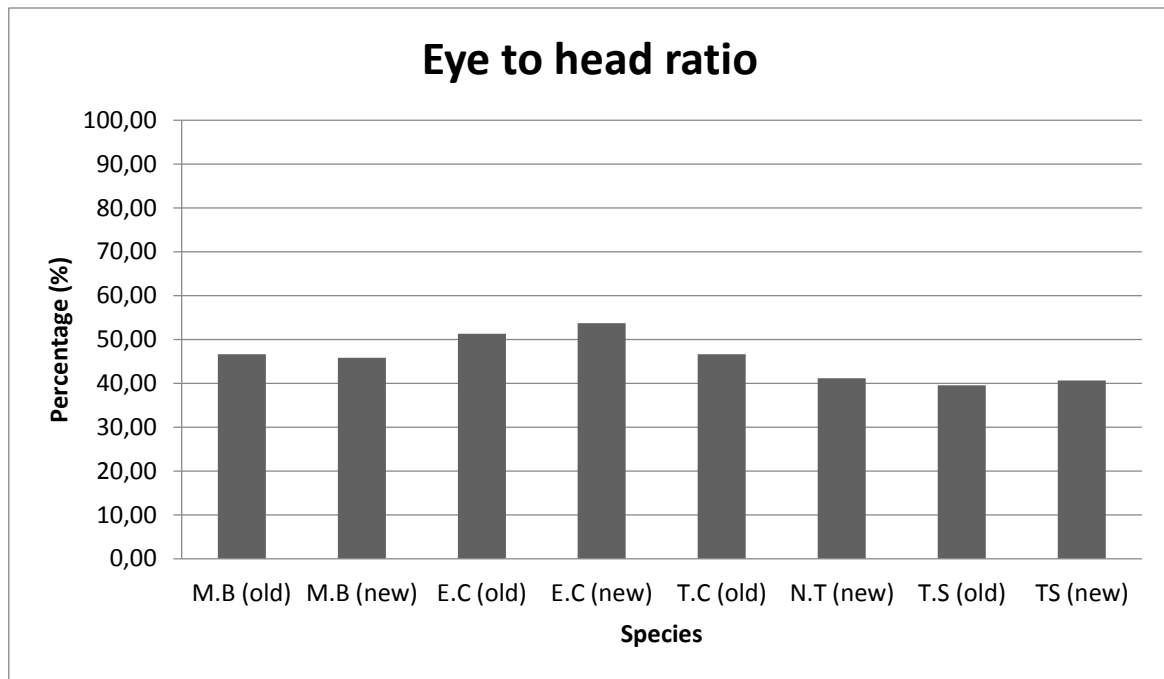 Eye to head ratio
100,00
90,00
80,00
70,00
60,00
50,00
40,00
30,00
20,00
10,00
0,00
Percentage (%)
M.B (old) M.B (new) E.C (old) E.C (new) T.C (old) N.T (new) T.S (old) TS (new)
Species